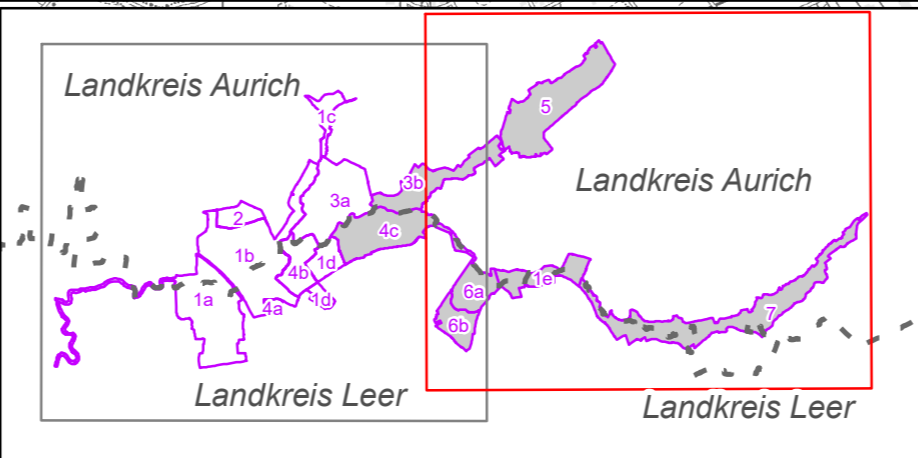 Landkreis Aurich
1c
5
3b
Landkreis Aurich
3a
2
4c
1b
1d
4b
1a
6a
1e
1d
4a
7
6b
Landkreis Leer
Landkreis Leer